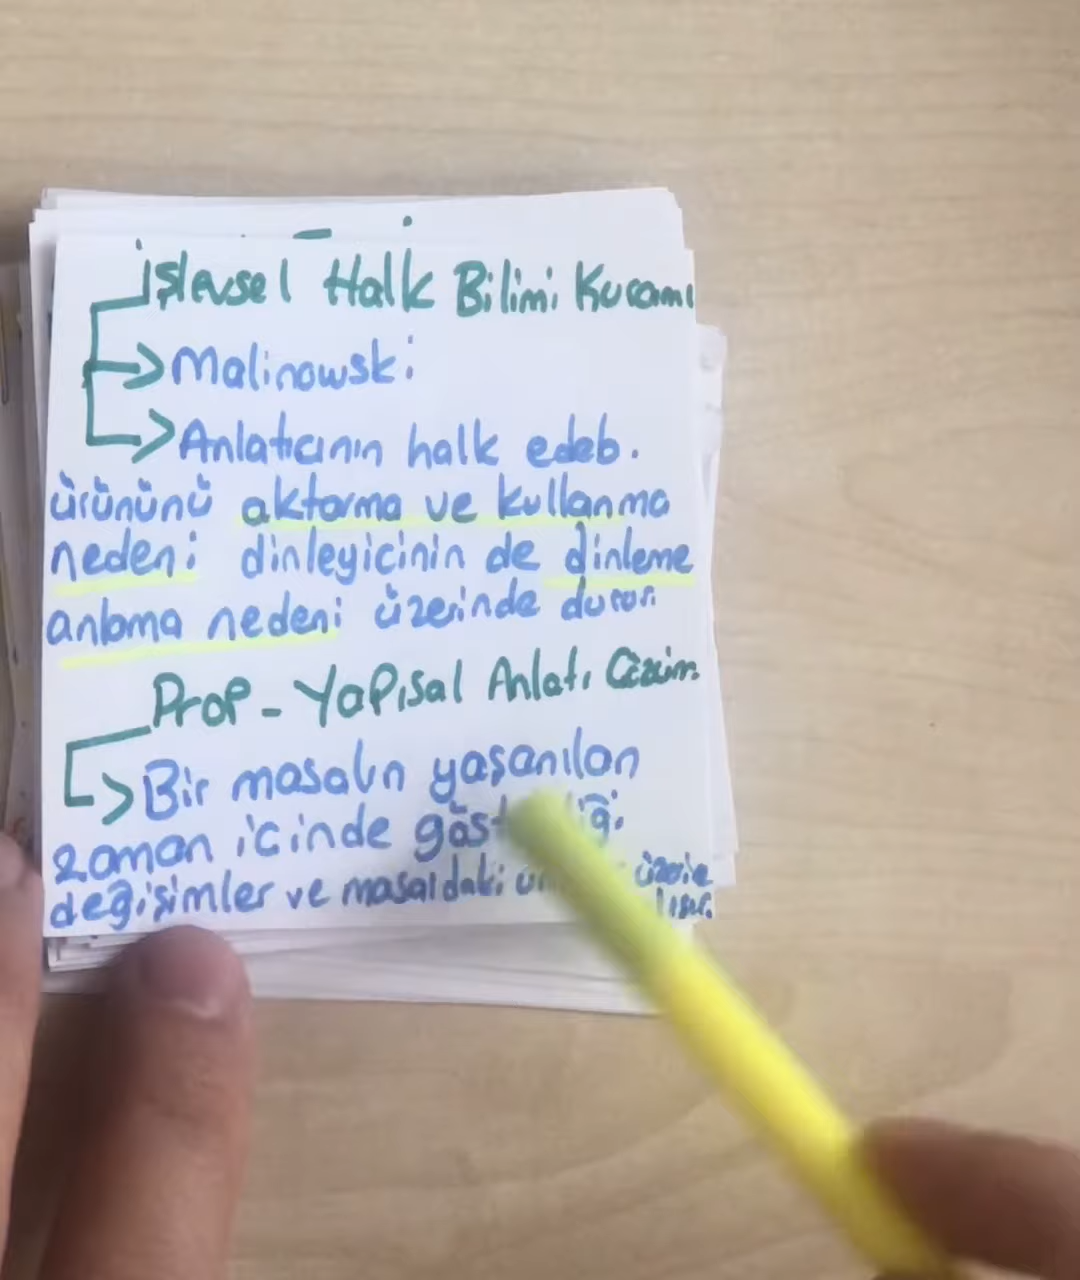 İşlevsel Halk Bilimi Kuramı
Malinowski
Anlatıcının halk edeb.
ürününü aktarma ve kullanma
nedeni dinleyicinin de dinleme
anlama nedeni üzerinde durur.
Prop - Yapısal Anlatı Çözüm.
Bir masalın yaşanılan
zaman içinde
değişimler ve masaldaki üzerine